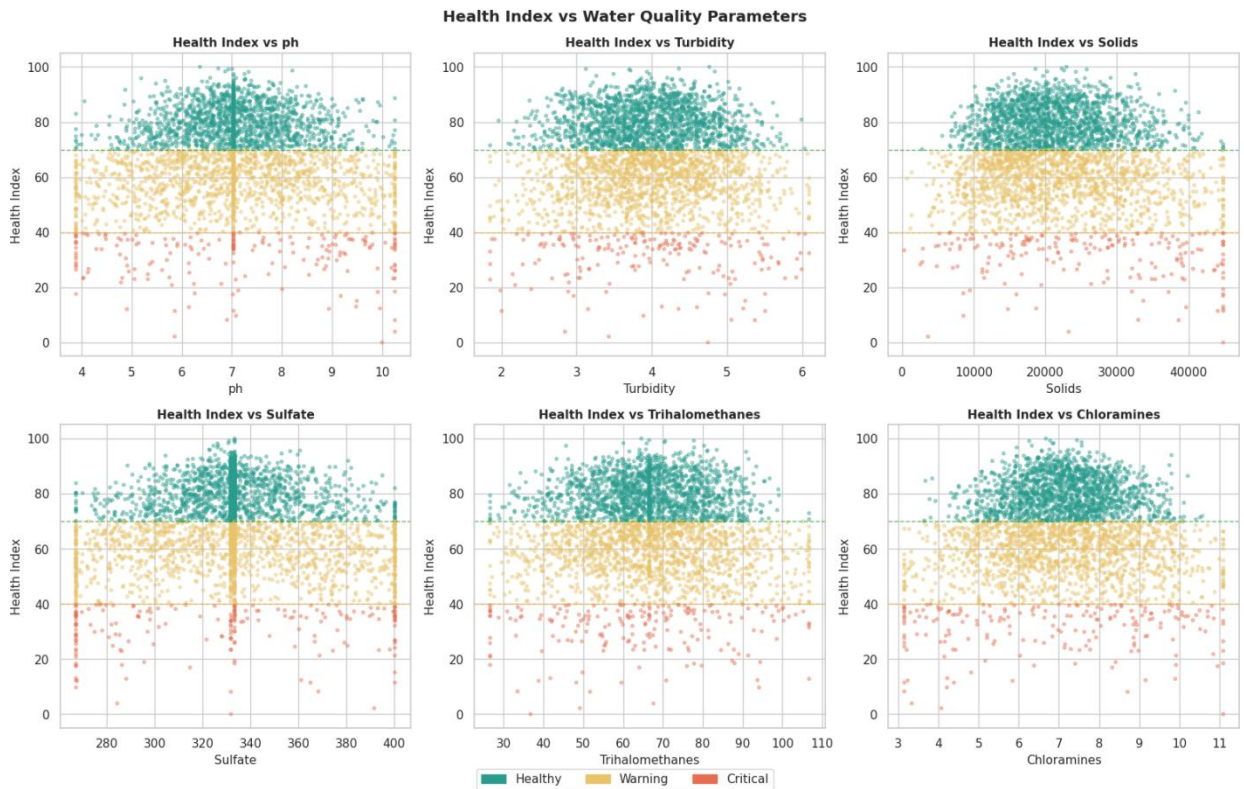 Health Index vs Water Quality Parameters
Health Index vs ph
100
80
60
40
20
0
Health Index
4 5 6 7 8 9 10
ph
Health Index vs Turbidity
100
80
60
40
20
0
Health Index
2 3 4 5 6
Turbidity
Health Index vs Solids
100
80
60
40
20
0
Health Index
0 10000 20000 30000 40000
Solids
Health Index vs Sulfate
100
80
60
40
20
0
Health Index
280 300 320 340 360 380 400
Sulfate
Health Index vs Trihalomethanes
100
80
60
40
20
0
Health Index
30 40 50 60 70 80 90 100 110
Trihalomethanes
Health Index vs Chloramines
100
80
60
40
20
0
Health Index
3 4 5 6 7 8 9 10 11
Chloramines
Healthy Warning Critical